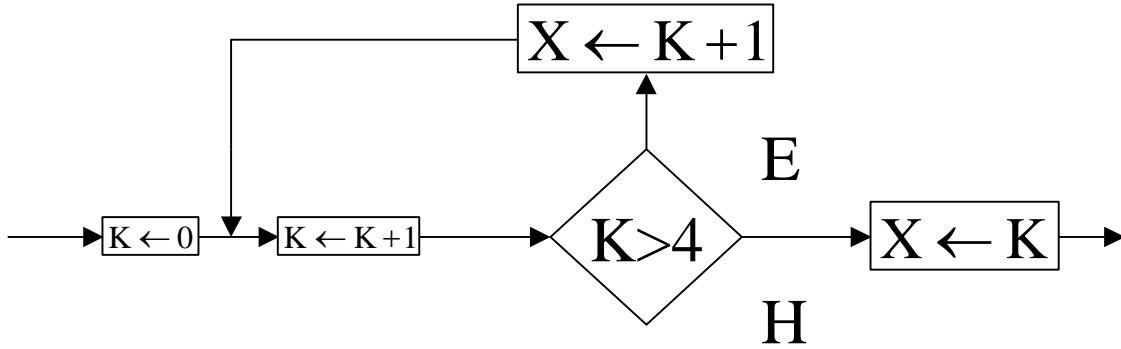 X ← K + 1
E
K ← 0
K ← K + 1
K>4
X ← K
H